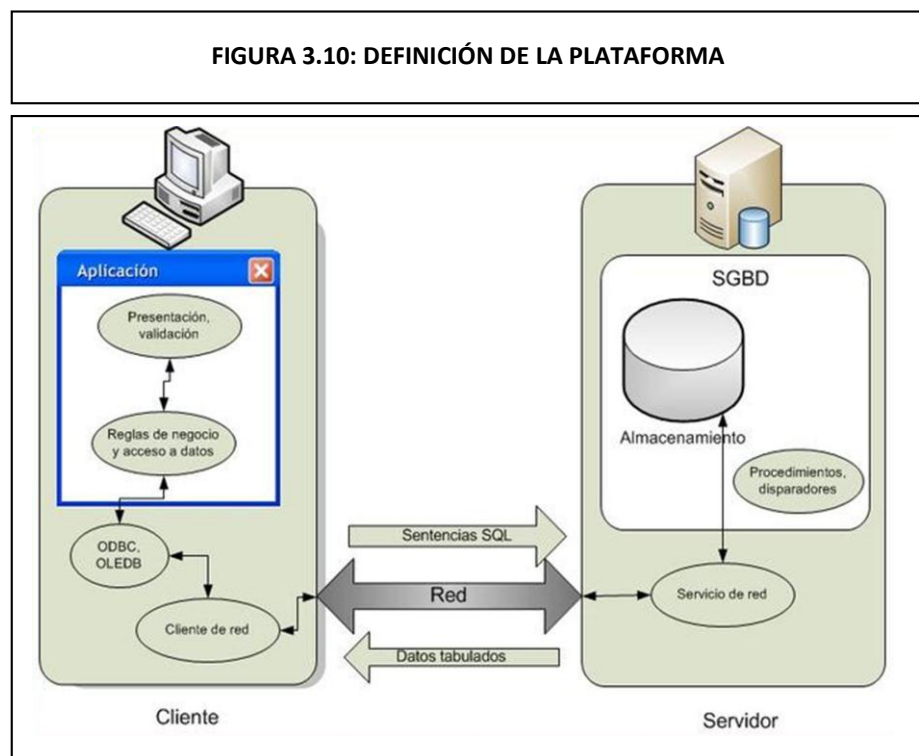 FIGURA 3.10: DEFINICIÓN DE LA PLATAFORMA
Aplicación
Presentación,
validación
Reglas de negocio
y acceso a datos
ODBC,
OLEDB
Cliente de red
Cliente
Sentencias SQL
Red
Datos tabulados
SGBD
Almacenamiento
Procedimientos,
disparadores
Servicio de red
Servidor